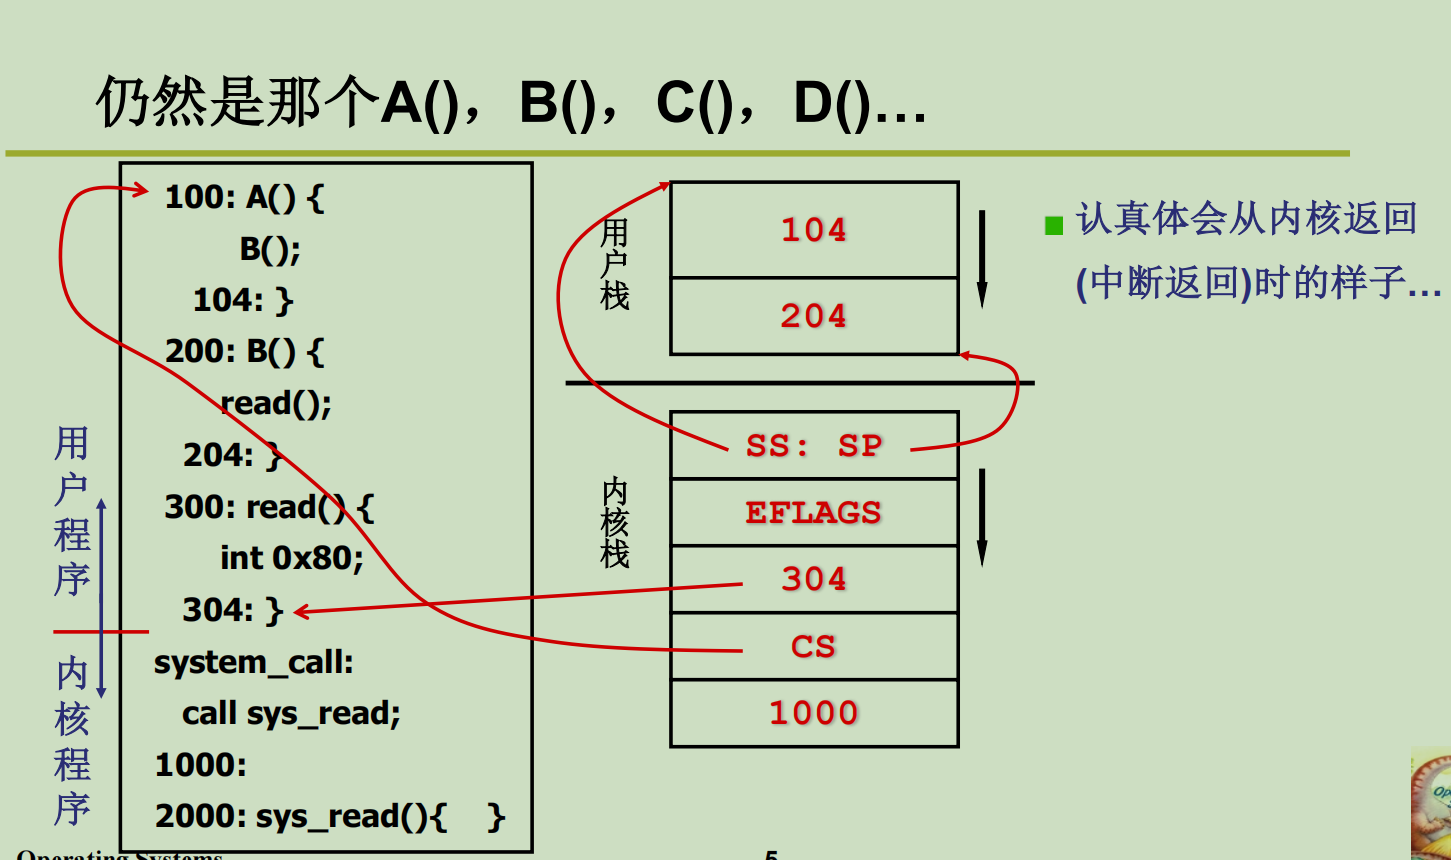 仍然是那个A()，B()，C()，D()…
100: A() {
B();
104: }
200: B() {
read();
204: }
300: read() {
int 0x80;
304: }
system_call:
call sys_read;
1000:
2000: sys_read(){ }
用户程序
内核程序
用户栈
104
204
内核栈
SS: SP
EFLAGS
304
CS
1000
认真体会从内核返回
(中断返回)时的样子…
Operating Systems
5